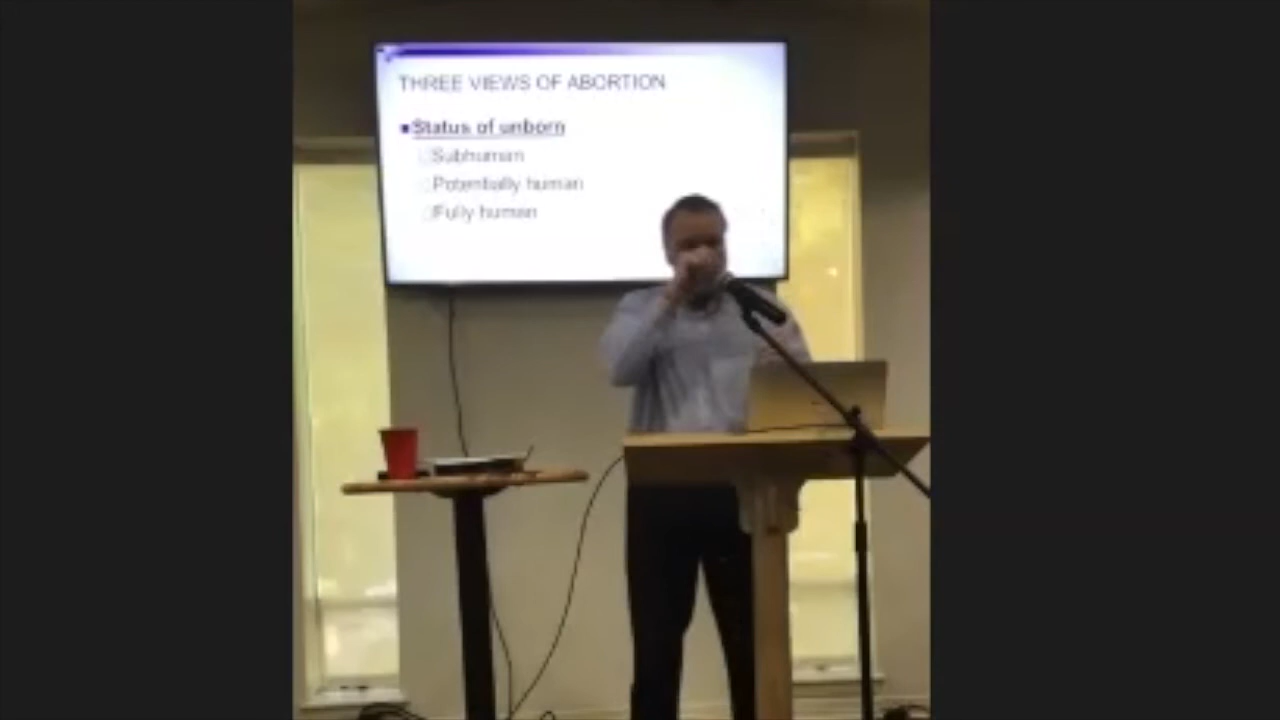 THREE VIEWS OF ABORTION
Status of unborn
Subhuman
Potentially human
Fully human